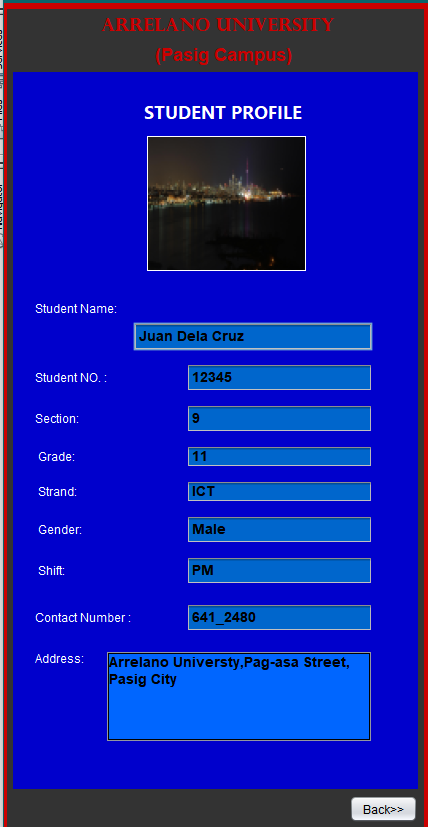 ARRELANO UNIVERSITY
(Pasig Campus)
STUDENT PROFILE
Student Name:
Juan Dela Cruz
Student NO. : 12345
Section: 9
Grade: 11
Strand: ICT
Gender: Male
Shift: PM
Contact Number : 641_2480
Address: Arrelano Universty,Pag-asa Street,
Pasig City
Back>>